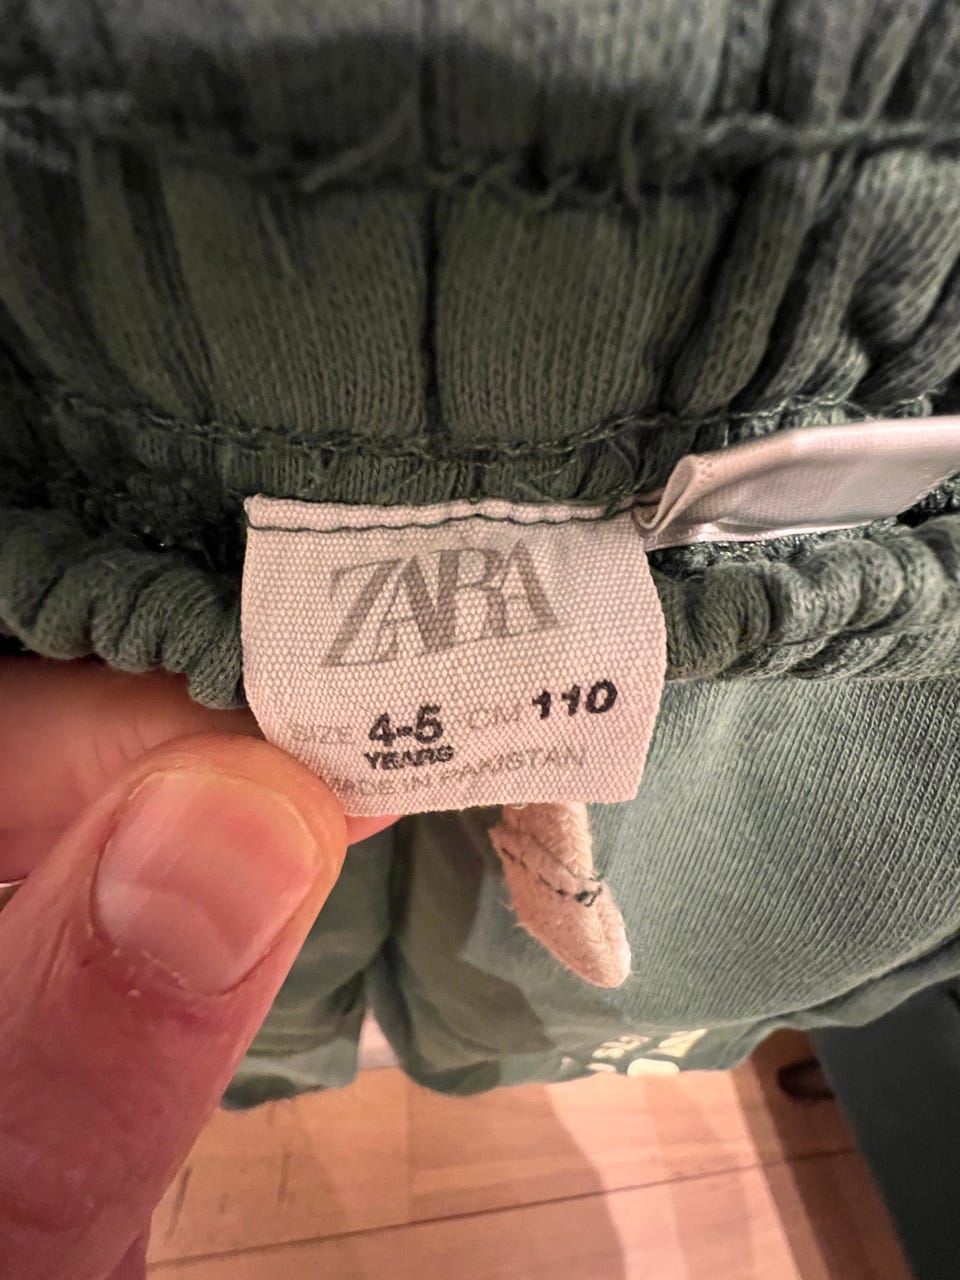 ZARA
SIZE 4-5 CM 110
YEARS
MADE IN PAKISTAN